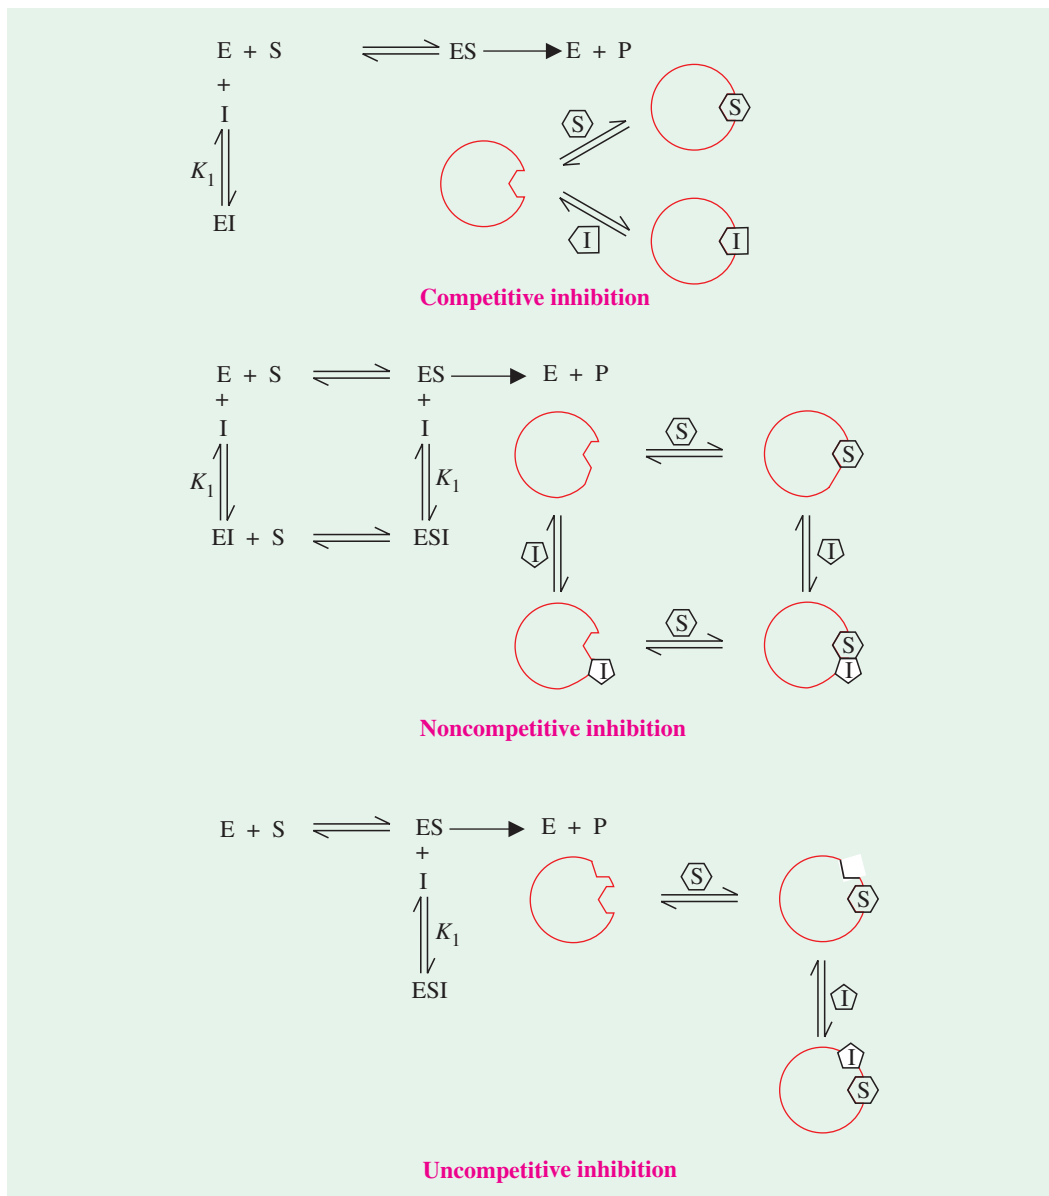 E + S ES E + P
+
I
K1
EI
S
S
I
I
Competitive inhibition
E + S ES E + P
+ +
I I
K1 K1
EI + S ESI
S
S
I
I
S
I
S
I
Noncompetitive inhibition
E + S ES E + P
+
I
K1
ESI
S
S
I
I
S
Uncompetitive inhibition